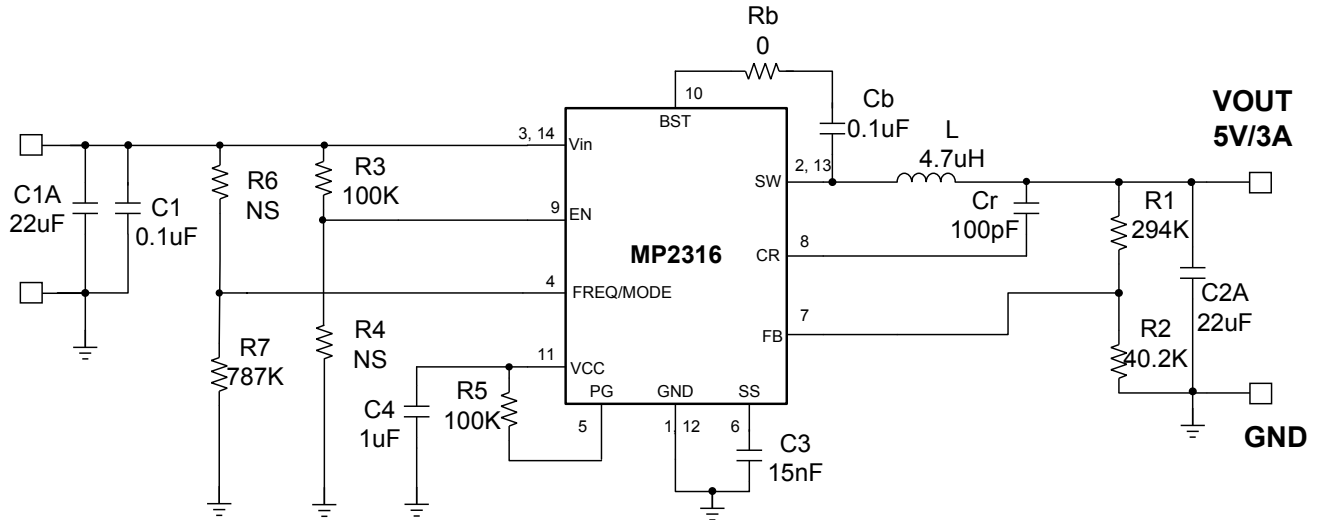 Rb
0
10
BST
Cb
0.1uF
L
4.7uH
VOUT
5V/3A
3, 14
Vin
2, 13
SW
C1A
22uF
C1
0.1uF
R6
NS
R3
100K
9
EN
MP2316
Cr
100pF
8
CR
R1
294K
4
FREQ/MODE
C2A
22uF
7
FB
R2
40.2K
R7
787K
R4
NS
11
VCC
C4
1uF
R5
100K
PG
GND
SS
5
1, 12
6
C3
15nF
GND